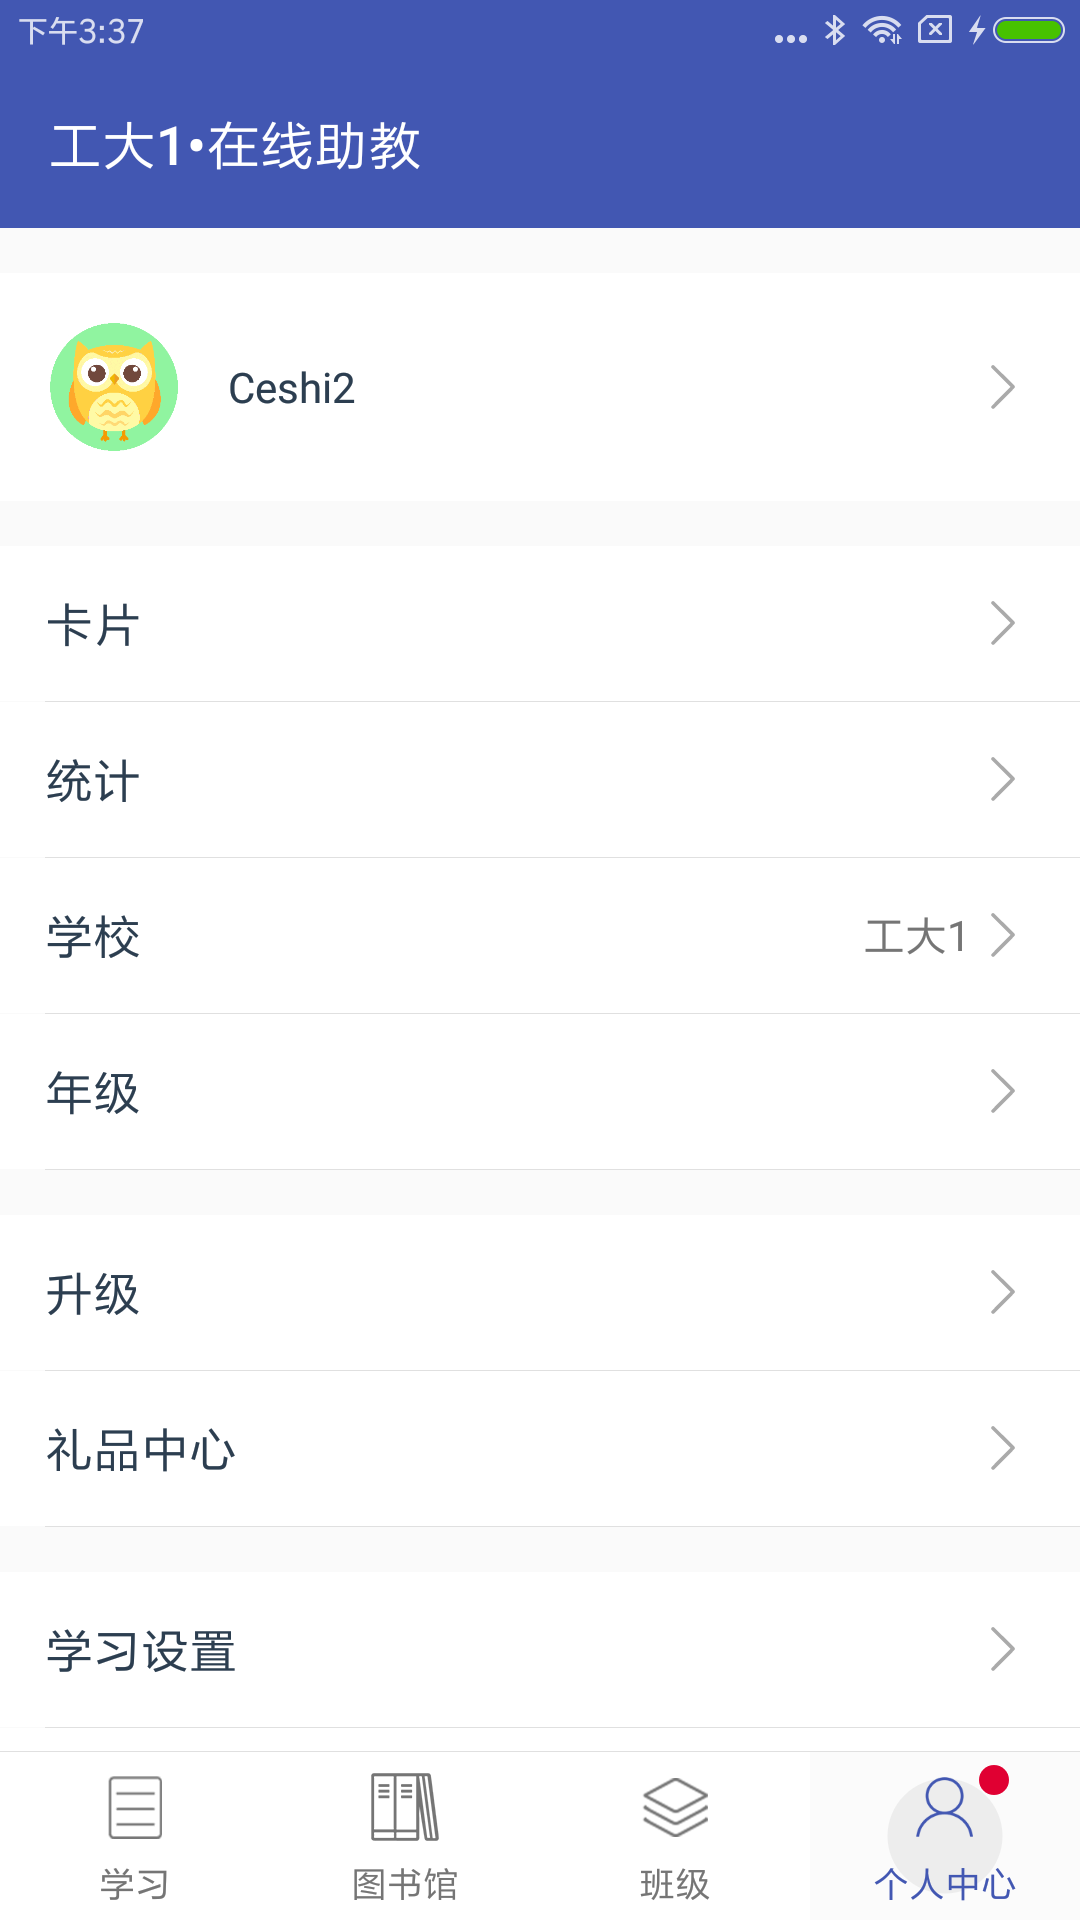 下午3:37
工大1•在线助教
Ceshi2
卡片
统计
学校 工大1
年级
升级
礼品中心
学习设置
学习 图书馆 班级 个人中心